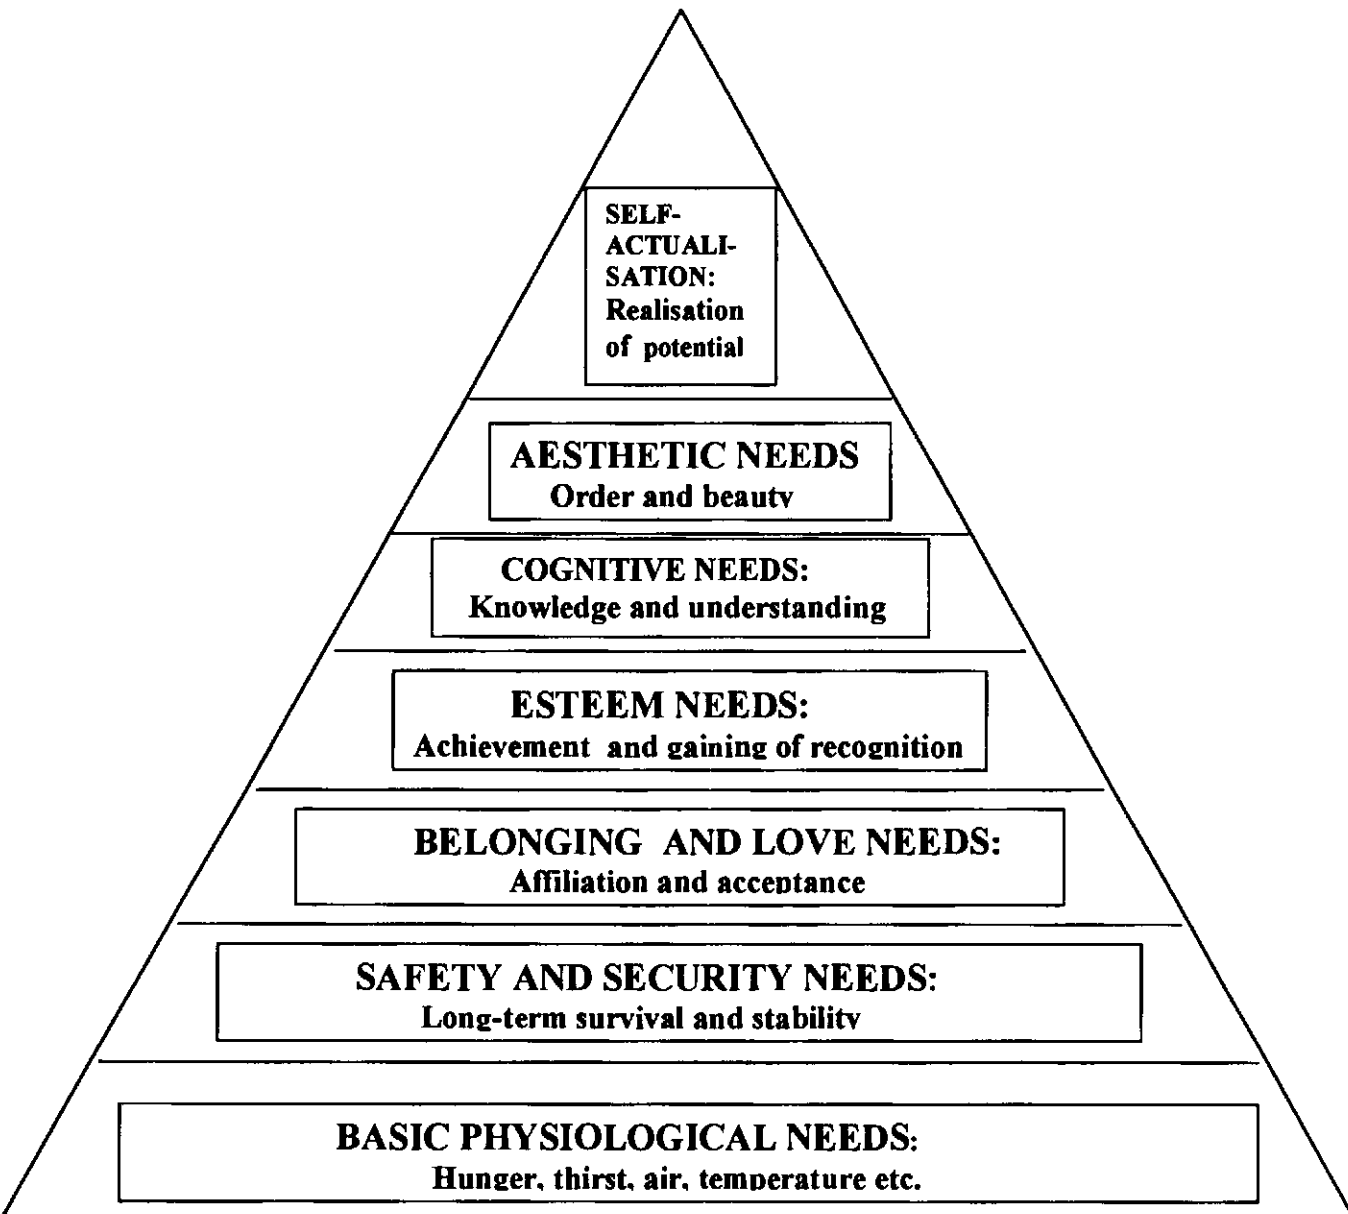 SELF-
ACTUALI-
SATION:
Realisation
of potential
AESTHETIC NEEDS
Order and beauty
COGNITIVE NEEDS:
Knowledge and understanding
ESTEEM NEEDS:
Achievement and gaining of recognition
BELONGING AND LOVE NEEDS:
Affiliation and acceptance
SAFETY AND SECURITY NEEDS:
Long-term survival and stability
BASIC PHYSIOLOGICAL NEEDS:
Hunger, thirst, air, temperature etc.